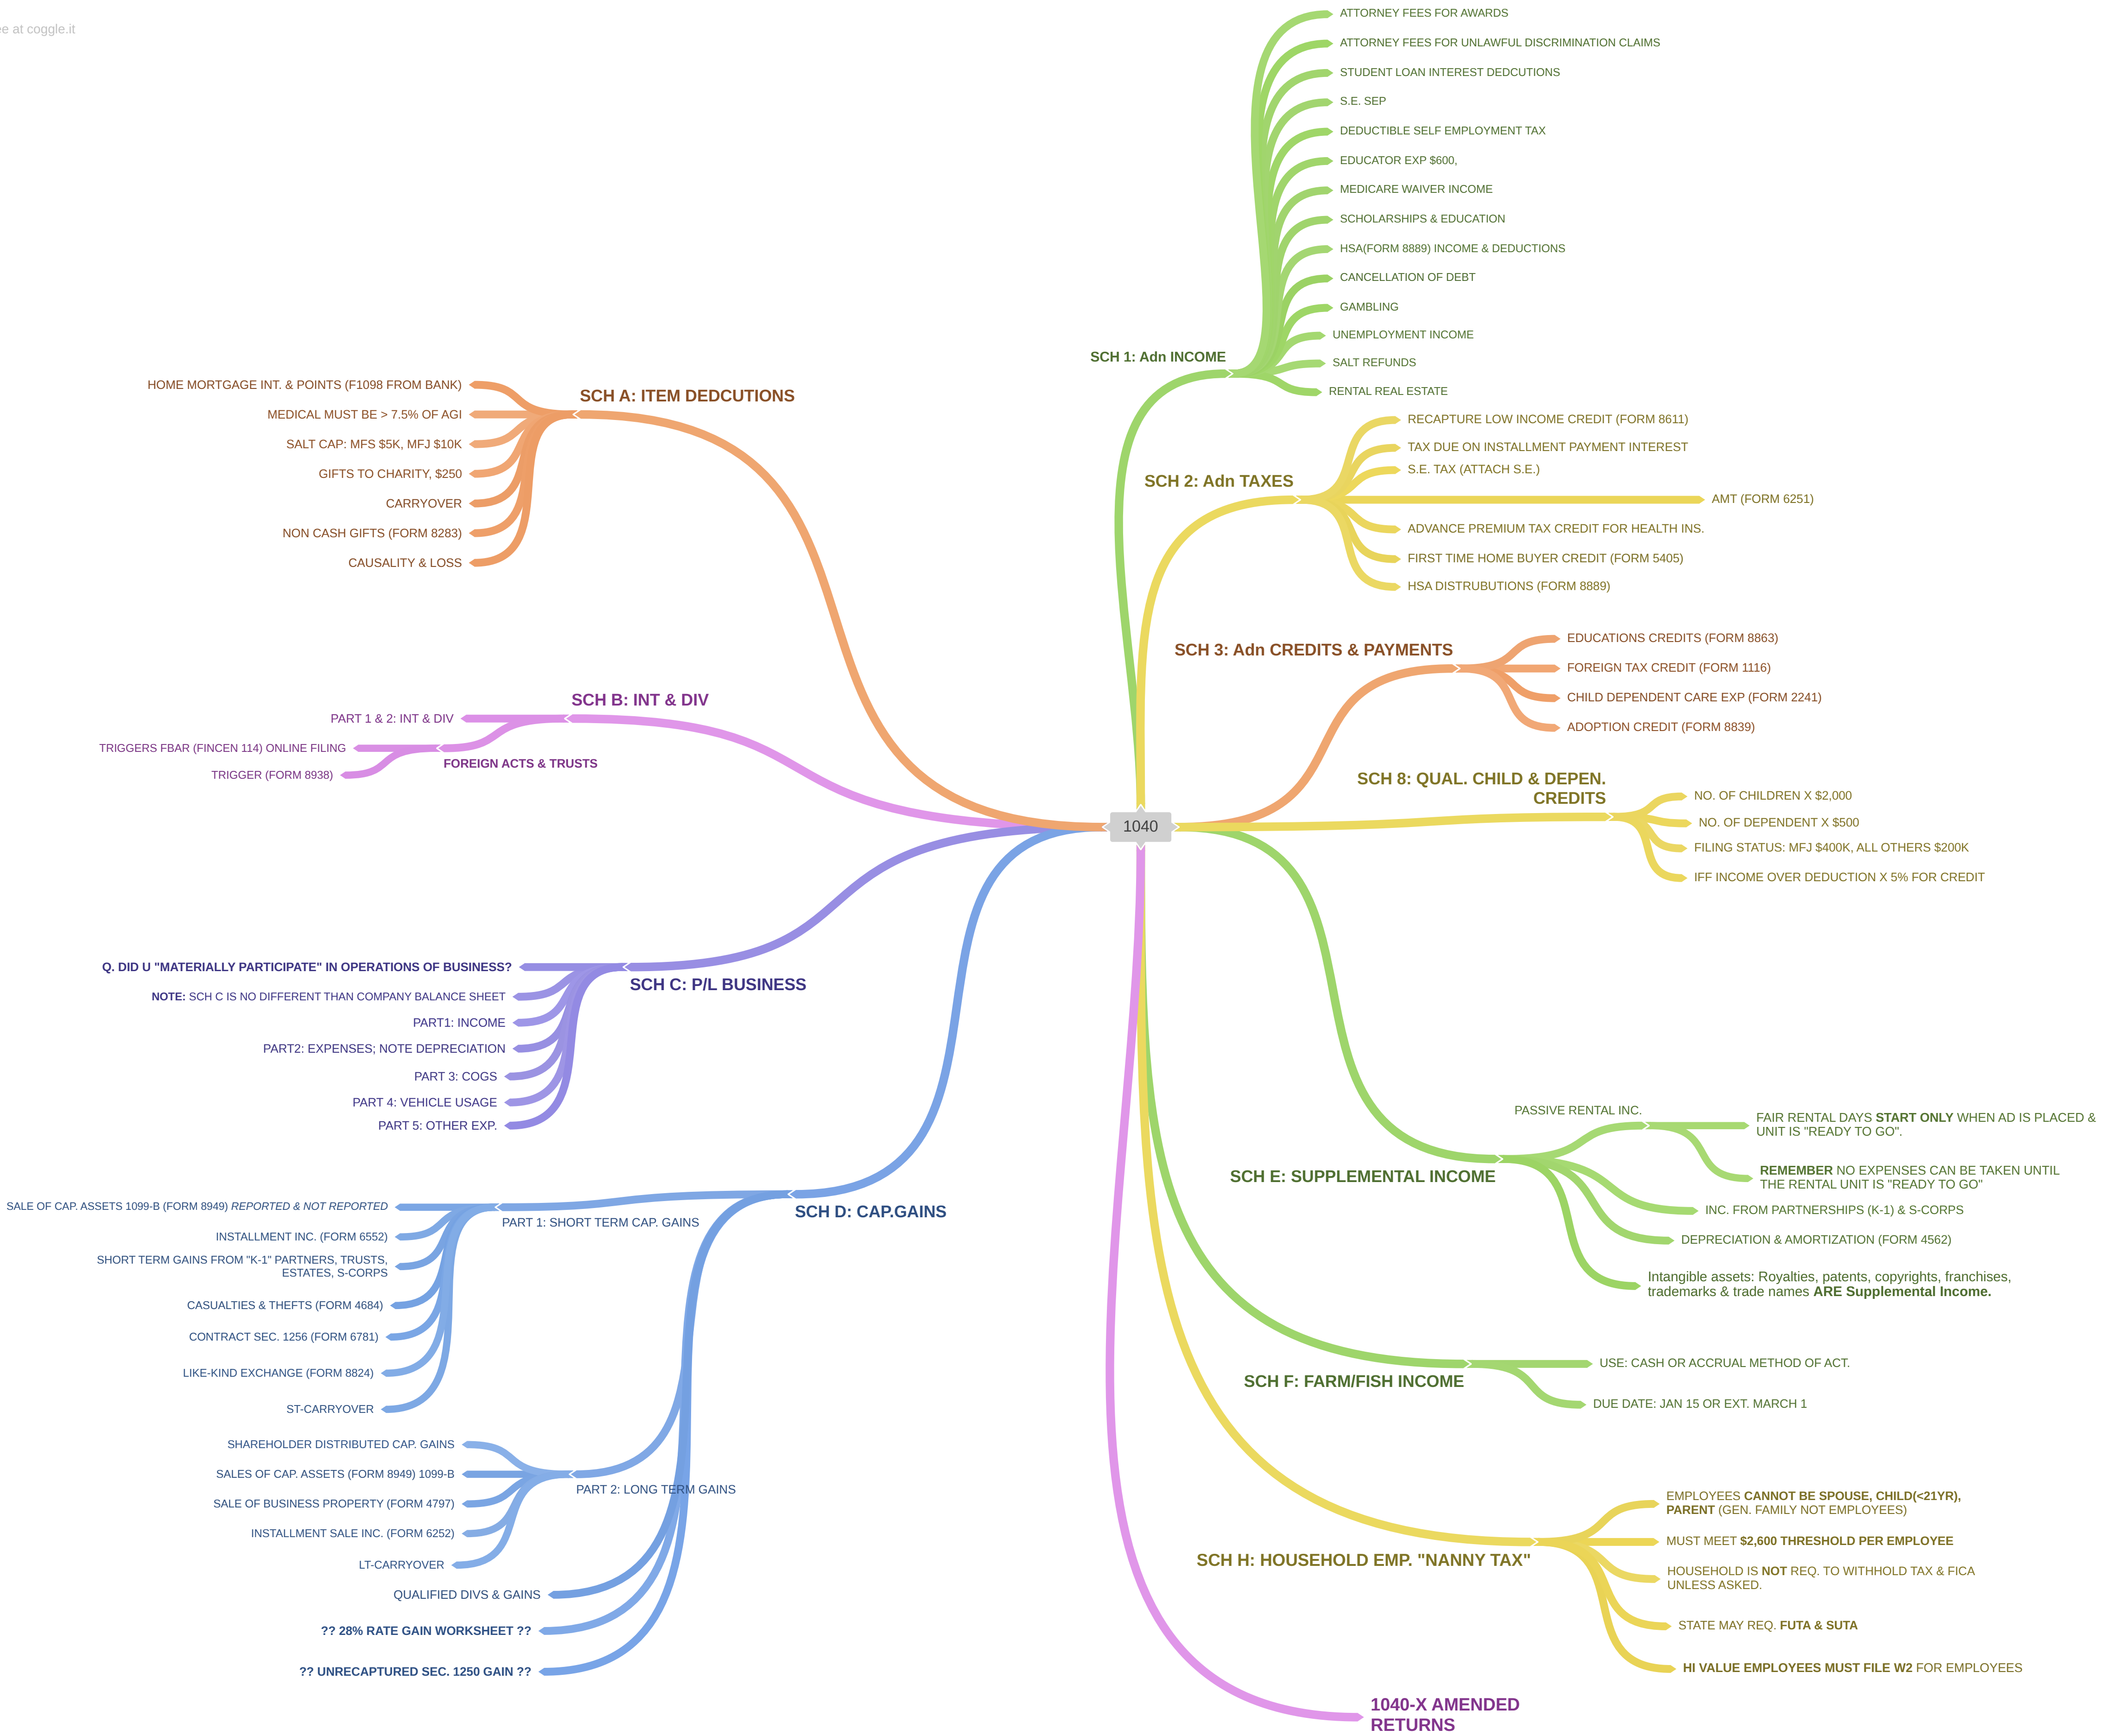 ee at coggle.it
1040
SCH 1: Adn INCOME
ATTORNEY FEES FOR AWARDS
ATTORNEY FEES FOR UNLAWFUL DISCRIMINATION CLAIMS
STUDENT LOAN INTEREST DEDCUTIONS
S.E. SEP
DEDUCTIBLE SELF EMPLOYMENT TAX
EDUCATOR EXP $600,
MEDICARE WAIVER INCOME
SCHOLARSHIPS & EDUCATION
HSA(FORM 8889) INCOME & DEDUCTIONS
CANCELLATION OF DEBT
GAMBLING
UNEMPLOYMENT INCOME
SALT REFUNDS
RENTAL REAL ESTATE
SCH 2: Adn TAXES
RECAPTURE LOW INCOME CREDIT (FORM 8611)
TAX DUE ON INSTALLMENT PAYMENT INTEREST
S.E. TAX (ATTACH S.E.)
AMT (FORM 6251)
ADVANCE PREMIUM TAX CREDIT FOR HEALTH INS.
FIRST TIME HOME BUYER CREDIT (FORM 5405)
HSA DISTRUBUTIONS (FORM 8889)
SCH 3: Adn CREDITS & PAYMENTS
EDUCATIONS CREDITS (FORM 8863)
FOREIGN TAX CREDIT (FORM 1116)
CHILD DEPENDENT CARE EXP (FORM 2241)
ADOPTION CREDIT (FORM 8839)
SCH 8: QUAL. CHILD & DEPEN.
CREDITS
NO. OF CHILDREN X $2,000
NO. OF DEPENDENT X $500
FILING STATUS: MFJ $400K, ALL OTHERS $200K
IFF INCOME OVER DEDUCTION X 5% FOR CREDIT
SCH E: SUPPLEMENTAL INCOME
PASSIVE RENTAL INC.
FAIR RENTAL DAYS START ONLY WHEN AD IS PLACED &
UNIT IS "READY TO GO".
REMEMBER NO EXPENSES CAN BE TAKEN UNTIL
THE RENTAL UNIT IS "READY TO GO"
INC. FROM PARTNERSHIPS (K-1) & S-CORPS
DEPRECIATION & AMORTIZATION (FORM 4562)
Intangible assets: Royalties, patents, copyrights, franchises,
trademarks & trade names ARE Supplemental Income.
SCH F: FARM/FISH INCOME
USE: CASH OR ACCRUAL METHOD OF ACT.
DUE DATE: JAN 15 OR EXT. MARCH 1
SCH H: HOUSEHOLD EMP. "NANNY TAX"
EMPLOYEES CANNOT BE SPOUSE, CHILD(<21YR),
PARENT (GEN. FAMILY NOT EMPLOYEES)
MUST MEET $2,600 THRESHOLD PER EMPLOYEE
HOUSEHOLD IS NOT REQ. TO WITHHOLD TAX & FICA
UNLESS ASKED.
STATE MAY REQ. FUTA & SUTA
HI VALUE EMPLOYEES MUST FILE W2 FOR EMPLOYEES
1040-X AMENDED
RETURNS
SCH A: ITEM DEDCUTIONS
HOME MORTGAGE INT. & POINTS (F1098 FROM BANK)
MEDICAL MUST BE > 7.5% OF AGI
SALT CAP: MFS $5K, MFJ $10K
GIFTS TO CHARITY, $250
CARRYOVER
NON CASH GIFTS (FORM 8283)
CAUSALITY & LOSS
SCH B: INT & DIV
PART 1 & 2: INT & DIV
FOREIGN ACTS & TRUSTS
TRIGGERS FBAR (FINCEN 114) ONLINE FILING
TRIGGER (FORM 8938)
SCH C: P/L BUSINESS
Q. DID U "MATERIALLY PARTICIPATE" IN OPERATIONS OF BUSINESS?
NOTE: SCH C IS NO DIFFERENT THAN COMPANY BALANCE SHEET
PART1: INCOME
PART2: EXPENSES; NOTE DEPRECIATION
PART 3: COGS
PART 4: VEHICLE USAGE
PART 5: OTHER EXP.
SCH D: CAP.GAINS
PART 1: SHORT TERM CAP. GAINS
SALE OF CAP. ASSETS 1099-B (FORM 8949) REPORTED & NOT REPORTED
INSTALLMENT INC. (FORM 6552)
SHORT TERM GAINS FROM "K-1" PARTNERS, TRUSTS,
ESTATES, S-CORPS
CASUALTIES & THEFTS (FORM 4684)
CONTRACT SEC. 1256 (FORM 6781)
LIKE-KIND EXCHANGE (FORM 8824)
ST-CARRYOVER
PART 2: LONG TERM GAINS
SHAREHOLDER DISTRIBUTED CAP. GAINS
SALES OF CAP. ASSETS (FORM 8949) 1099-B
SALE OF BUSINESS PROPERTY (FORM 4797)
INSTALLMENT SALE INC. (FORM 6252)
LT-CARRYOVER
QUALIFIED DIVS & GAINS
?? 28% RATE GAIN WORKSHEET ??
?? UNRECAPTURED SEC. 1250 GAIN ??